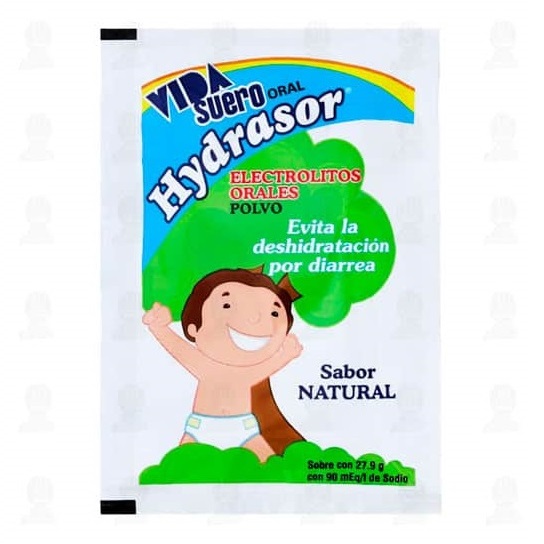 VIDA
suero ORAL
Hydrasor
ELECTROLITOS
ORALES
POLVO
Evita la
deshidratación
por diarrea
Sabor
NATURAL
Sobre con 27.9 g
con 90 mEq/l de Sodio